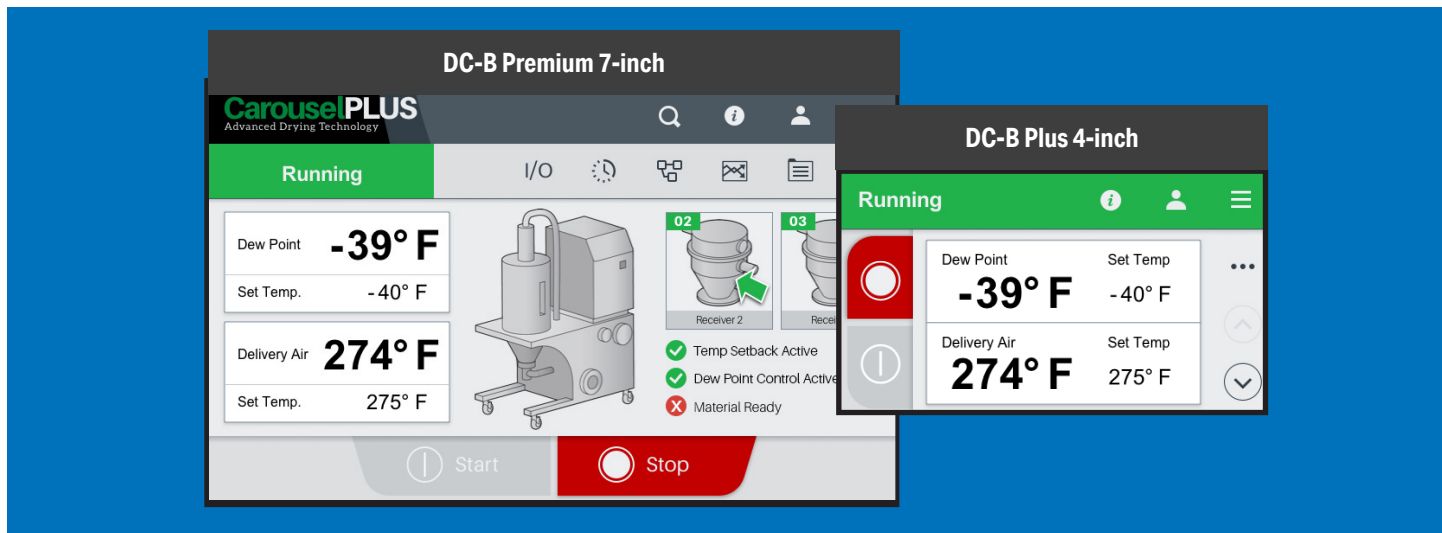 DC-B Premium 7-inch
CarouselPLUS
Advanced Drying Technology
Running
I/O
Dew Point -39° F
Set Temp. -40° F
Delivery Air 274° F
Set Temp. 275° F
02
03
Receiver 2
Recei
Temp Setback Active
Dew Point Control Active
Material Ready
Start
Stop
DC-B Plus 4-inch
Running
Dew Point Set Temp
-39° F -40° F
Delivery Air Set Temp
274° F 275° F